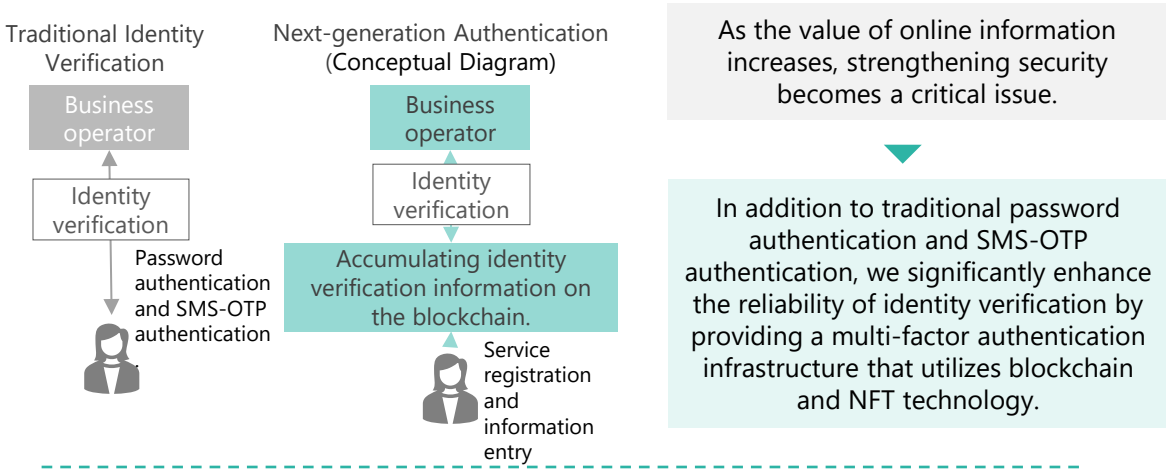 Traditional Identity
Verification
Business
operator
Identity
verification
Password
authentication
and SMS-OTP
authentication
Next-generation Authentication
(Conceptual Diagram)
Business
operator
Identity
verification
Accumulating identity
verification information on
the blockchain.
Service
registration
and
information
entry
As the value of online information
increases, strengthening security
becomes a critical issue.
In addition to traditional password
authentication and SMS-OTP
authentication, we significantly enhance
the reliability of identity verification by
providing a multi-factor authentication
infrastructure that utilizes blockchain
and NFT technology.